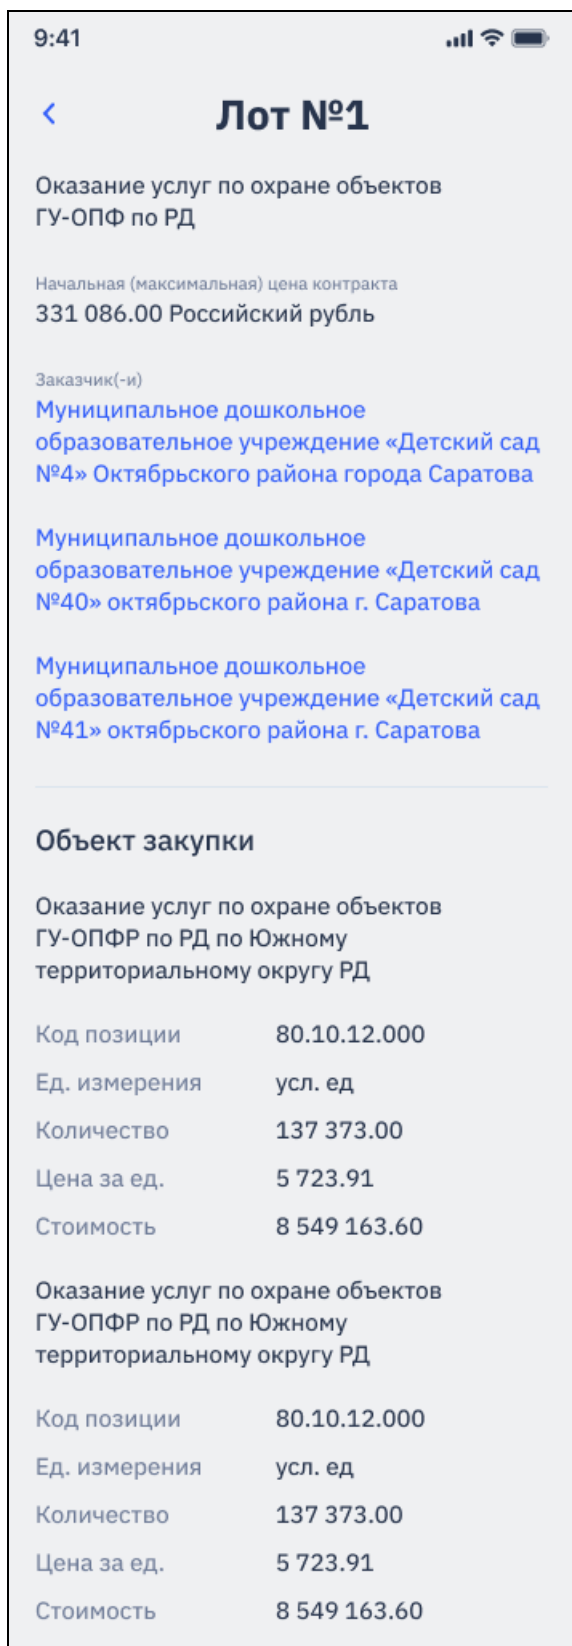 9:41
Лот №1
Оказание услуг по охране объектов
ГУ-ОПФ по РД
Начальная (максимальная) цена контракта
331 086.00 Российский рубль
Заказчик(-и)
Муниципальное дошкольное
образовательное учреждение «Детский сад
№4» Октябрьского района города Саратова
Муниципальное дошкольное
образовательное учреждение «Детский сад
№40» октябрьского района г. Саратова
Муниципальное дошкольное
образовательное учреждение «Детский сад
№41» октябрьского района г. Саратова
Объект закупки
Оказание услуг по охране объектов
ГУ-ОПФР по РД по Южному
территориальному округу РД
Код позиции 80.10.12.000
Ед. измерения усл. ед
Количество 137 373.00
Цена за ед. 5 723.91
Стоимость 8 549 163.60
Оказание услуг по охране объектов
ГУ-ОПФР по РД по Южному
территориальному округу РД
Код позиции 80.10.12.000
Ед. измерения усл. ед
Количество 137 373.00
Цена за ед. 5 723.91
Стоимость 8 549 163.60